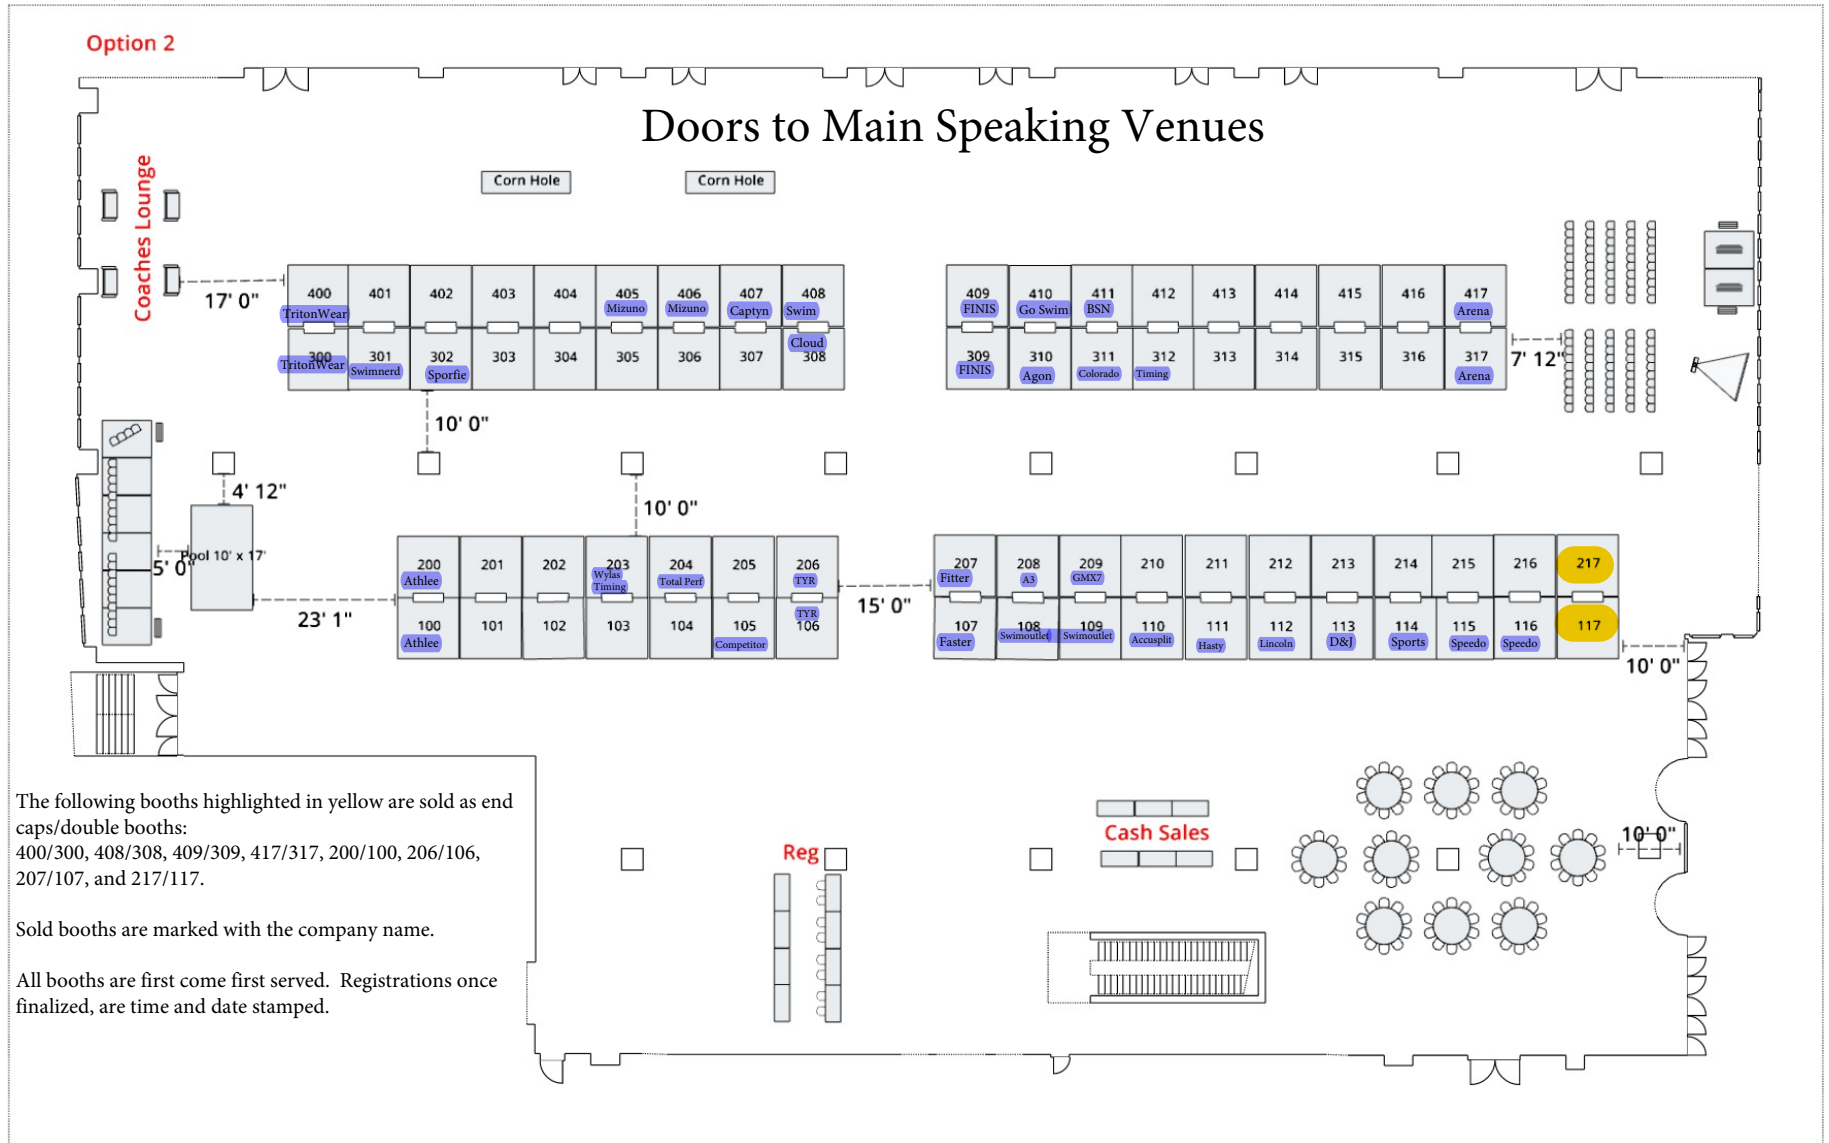 Option 2
Doors to Main Speaking Venues
Corn Hole
Corn Hole
Coaches Lounge
17' 0"
400 401 402 403 404 405 406 407 408
TritonWear Mizuno Mizuno Captyn Swim
Cloud
300 301 302 303 304 305 306 307 308
TritonWear Swimnerd Sporfie
409 410 411 412 413 414 415 416 417
FINIS Go Swim BSN Arena
309 310 311 312 313 314 315 316 317
FINIS Agon Colorado Timing Arena
7' 12"
10' 0"
4' 12"
10' 0"
Pool 10' x 17'
5' 0"
23' 1"
200 201 202 203 204 205 206
Athlee Wylas Total Perf TYR
Timing
TYR
100 101 102 103 104 105 106
Athlee Competitor
15' 0"
207 208 209 210 211 212 213 214 215 216 217
Fitter A3 GMX7
107 108 109 110 111 112 113 114 115 116 117
Faster Swimoutlet Swimoutlet Accusplit Hasty Lincoln D&J Sports Speedo Speedo
10' 0"
The following booths highlighted in yellow are sold as end
caps/double booths:
400/300, 408/308, 409/309, 417/317, 200/100, 206/106,
207/107, and 217/117.
Sold booths are marked with the company name.
All booths are first come first served. Registrations once
finalized, are time and date stamped.
Reg
Cash Sales
10' 0"